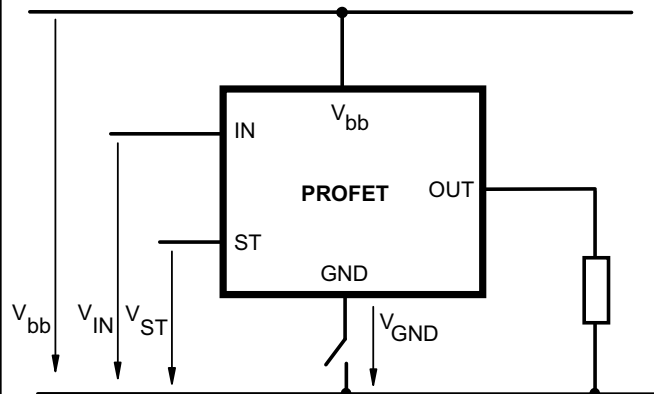 Vbb
IN
PROFET
OUT
ST
GND
Vbb
VIN
VST
VGND